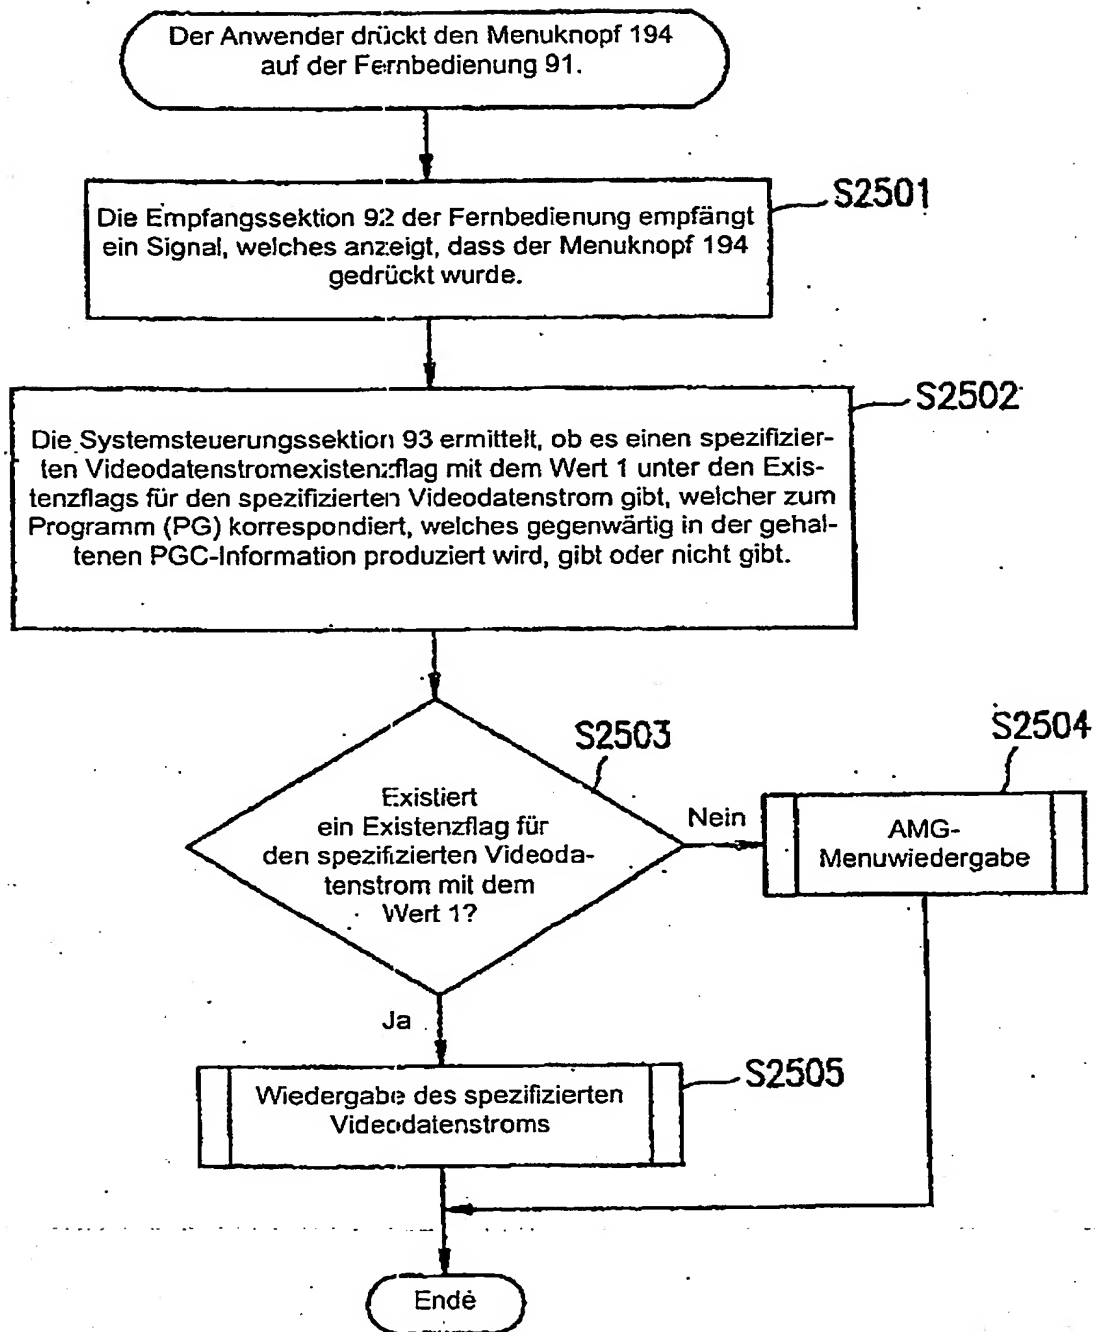 Der Anwender drückt den Menuknopf 194
auf der Fernbedienung 91.
S2501
Die Empfangssektion 92 der Fernbedienung empfängt
ein Signal, welches anzeigt, dass der Menuknopf 194
gedrückt wurde.
S2502
Die Systemsteuerungssektion 93 ermittelt, ob es einen spezifizier-
ten Videodatenstromexistenzflag mit dem Wert 1 unter den Exis-
tenzflags für den spezifizierten Videodatenstrom gibt, welcher zum
Programm (PG) korrespondiert, welches gegenwärtig in der gehal-
tenen PGC-Information produziert wird, gibt oder nicht gibt.
S2503
Existiert
ein Existenzflag für
den spezifizierten Videoda-
tenstrom mit dem
Wert 1?
Nein
S2504
AMG-
Menuwiedergabe
Ja
S2505
Wiedergabe des spezifizierten
Videodatenstroms
Ende